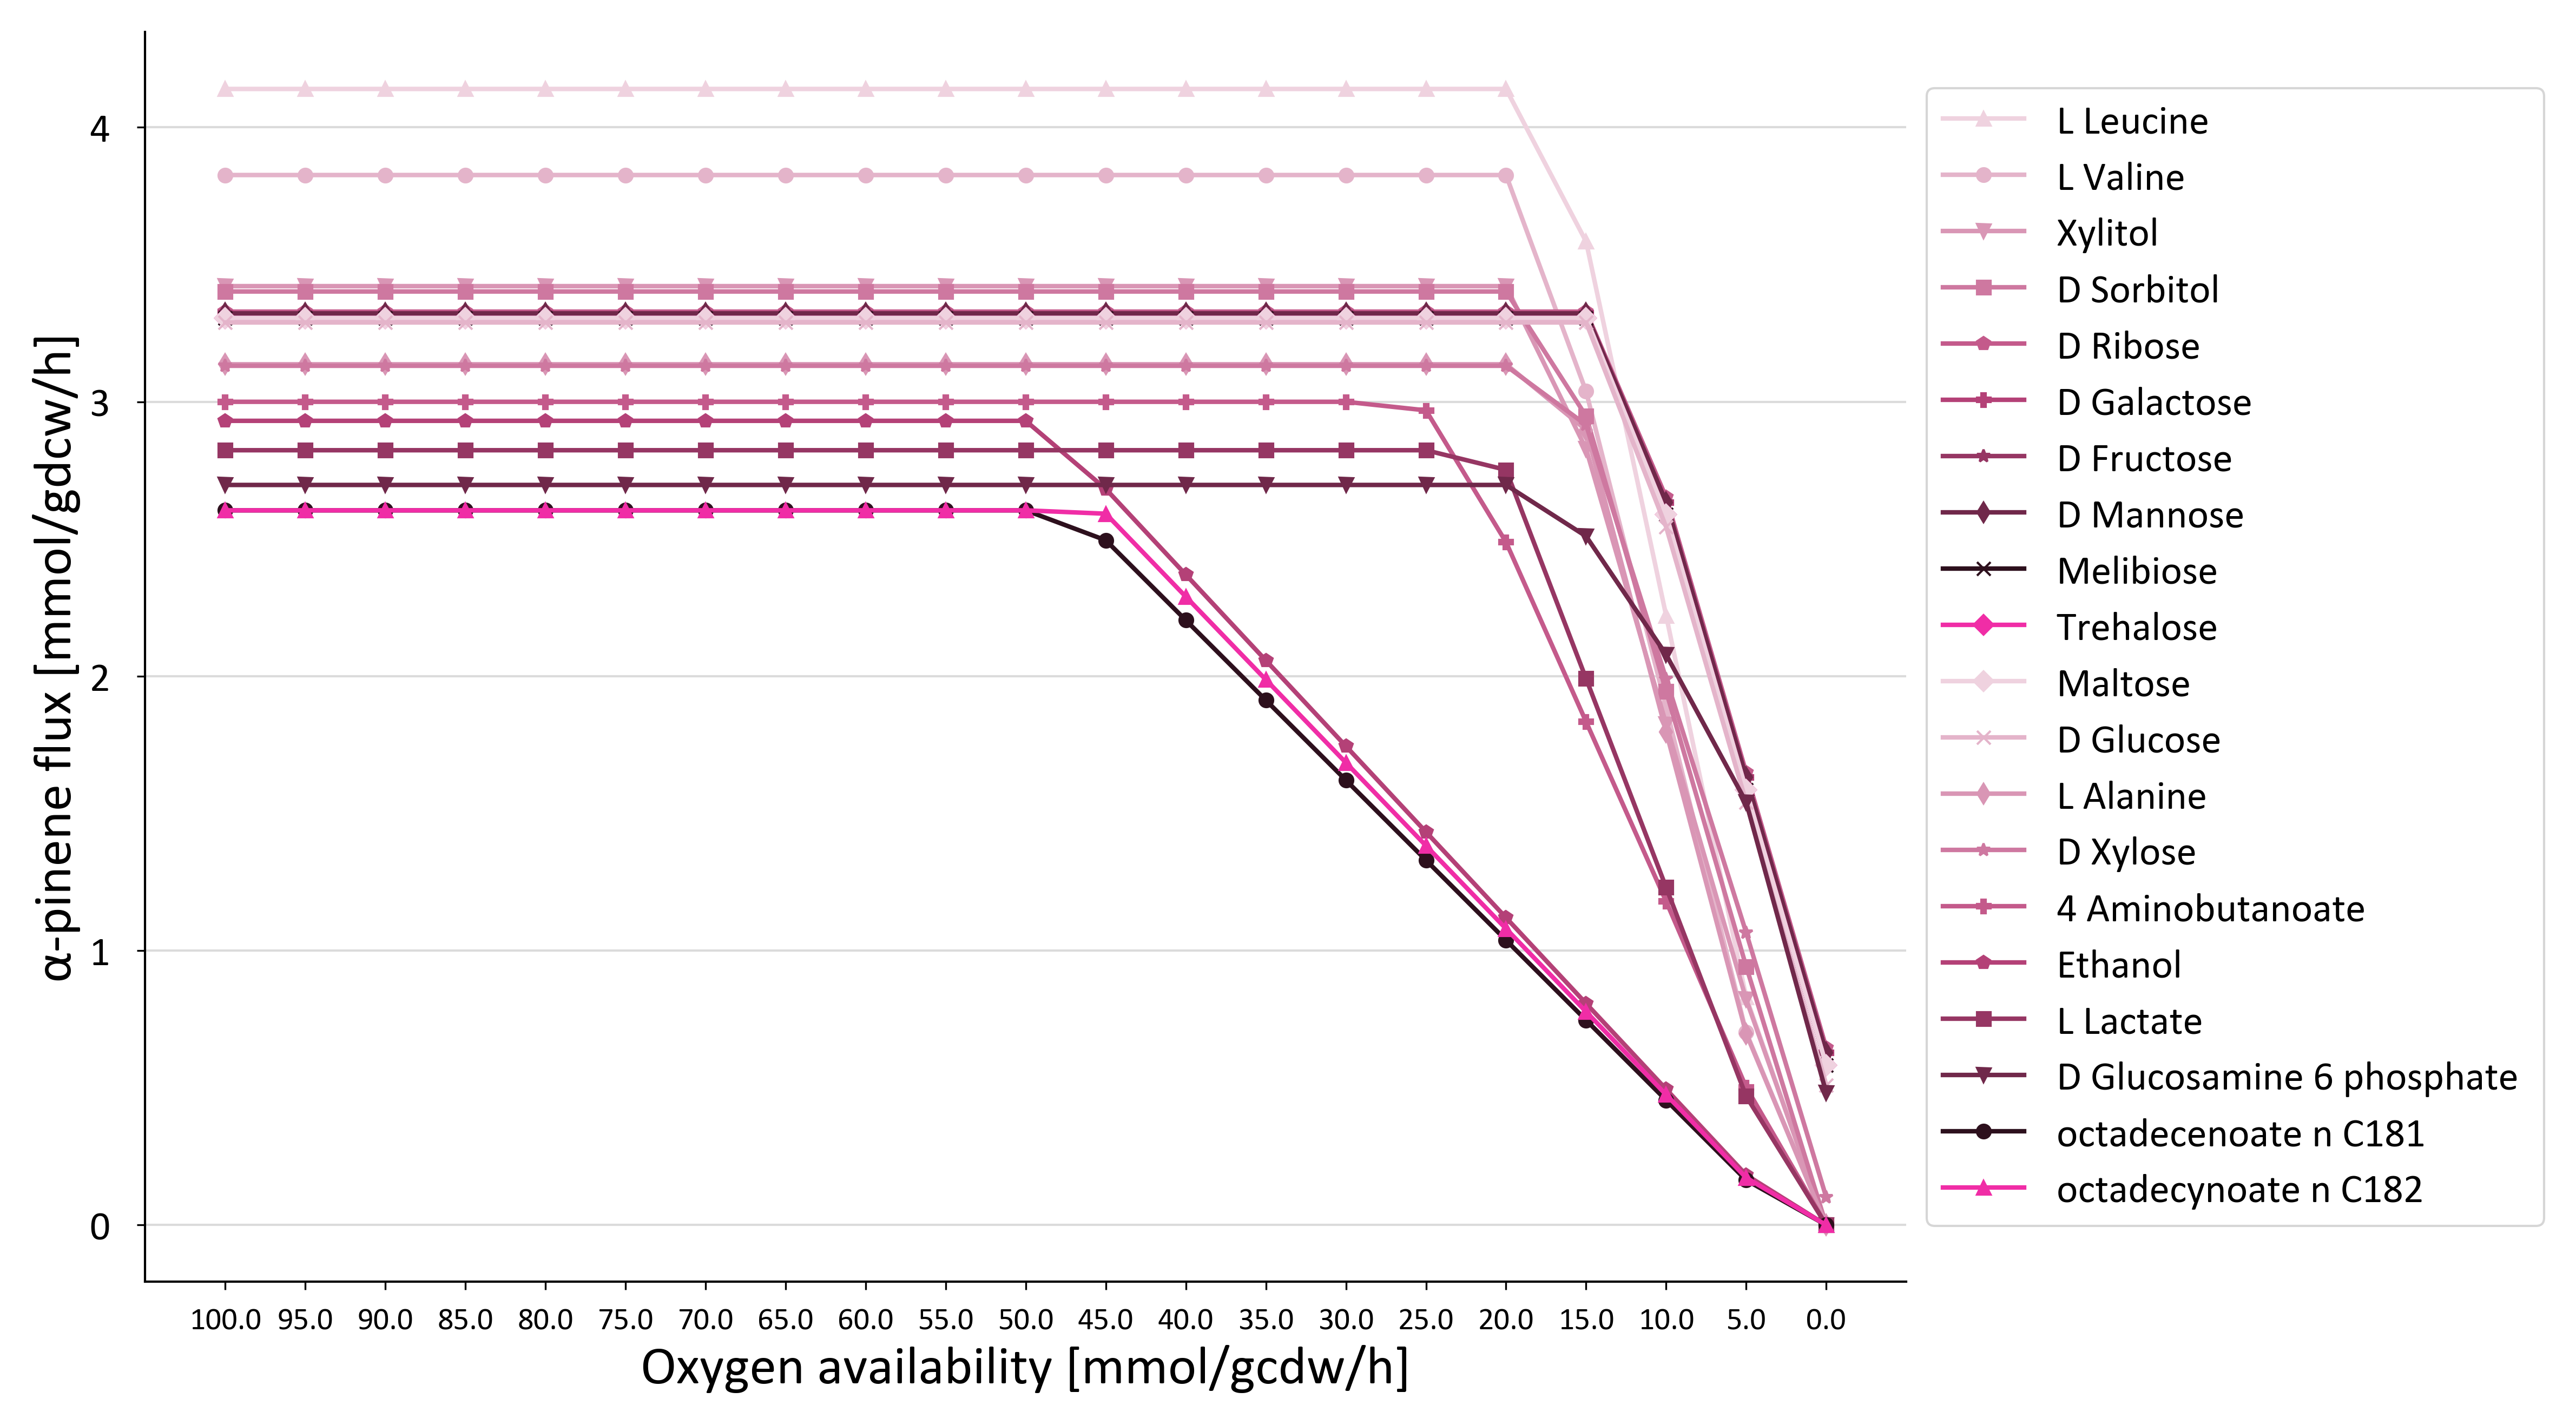 α-pinene flux [mmol/gdcw/h]
4
3
2
1
0
100.0 95.0 90.0 85.0 80.0 75.0 70.0 65.0 60.0 55.0 50.0 45.0 40.0 35.0 30.0 25.0 20.0 15.0 10.0 5.0 0.0
Oxygen availability [mmol/gcdw/h]
L Leucine
L Valine
Xylitol
D Sorbitol
D Ribose
D Galactose
D Fructose
D Mannose
Melibiose
Trehalose
Maltose
D Glucose
L Alanine
D Xylose
4 Aminobutanoate
Ethanol
L Lactate
D Glucosamine 6 phosphate
octadecenoate n C181
octadecynoate n C182